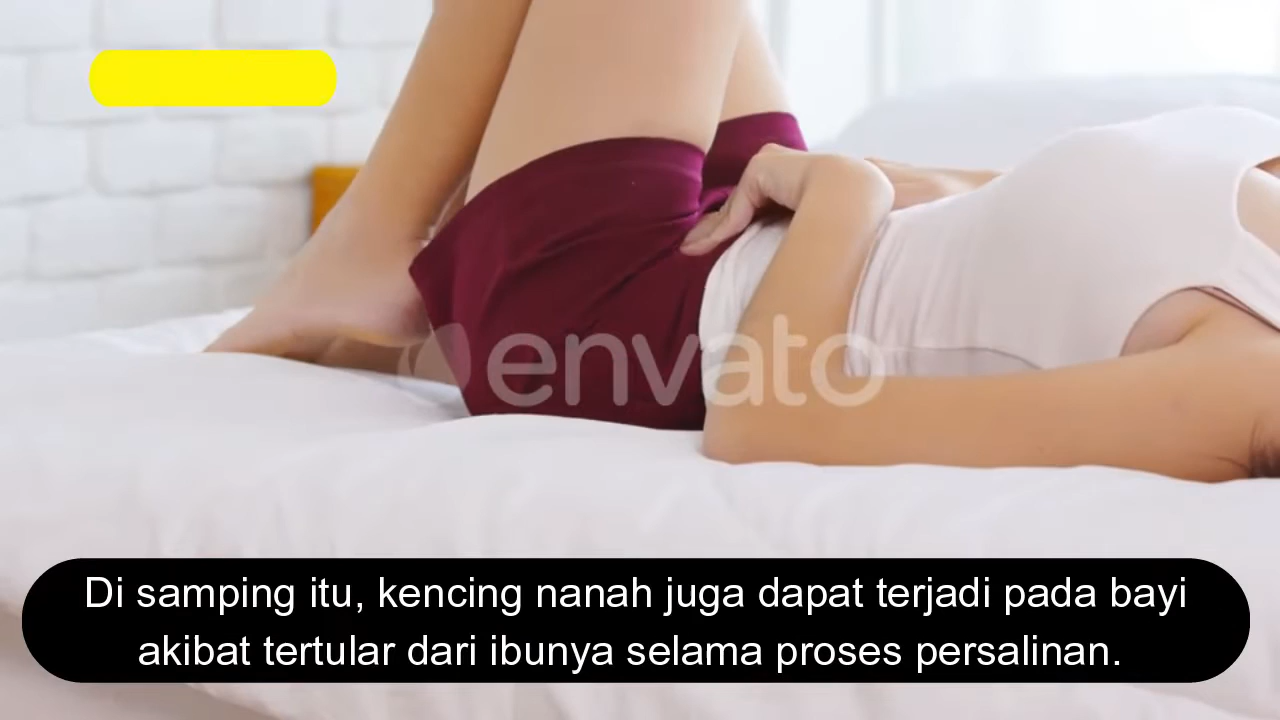 envato
Di samping itu, kencing nanah juga dapat terjadi pada bayi
akibat tertular dari ibunya selama proses persalinan.